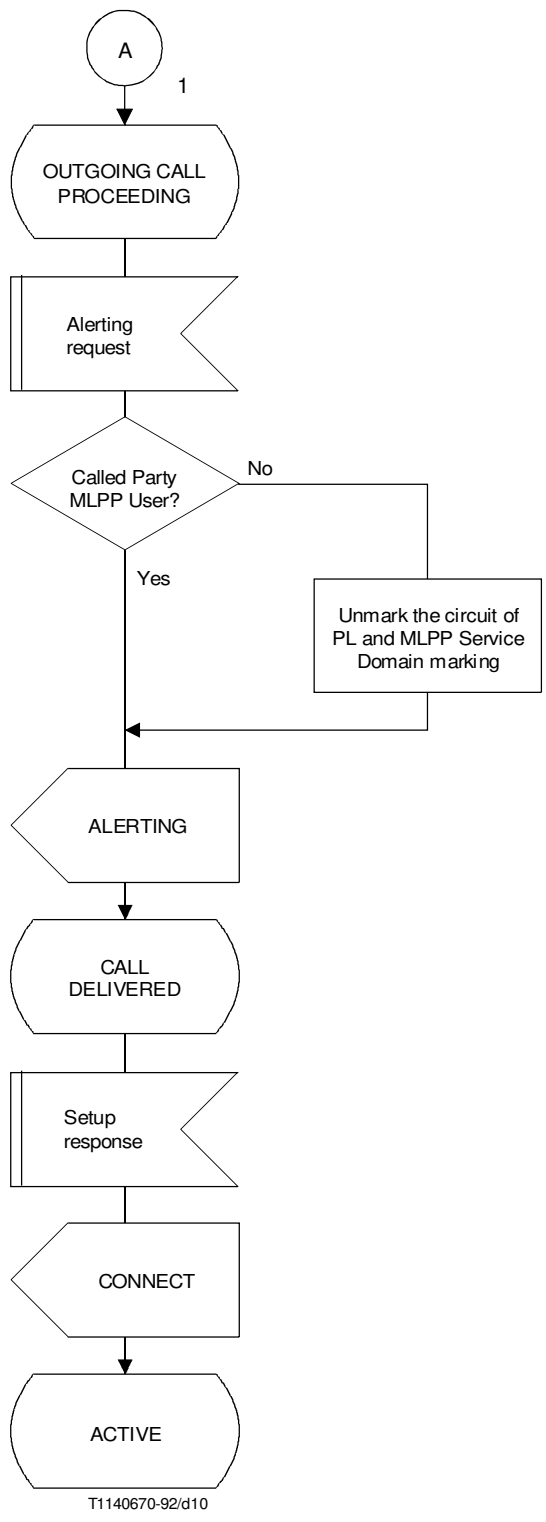 A
1
OUTGOING CALL
PROCEEDING
Alerting
request
Called Party
MLPP User?
No
Yes
Unmark the circuit of
PL and MLPP Service
Domain marking
ALERTING
CALL
DELIVERED
Setup
response
CONNECT
ACTIVE
T1140670-92/d10